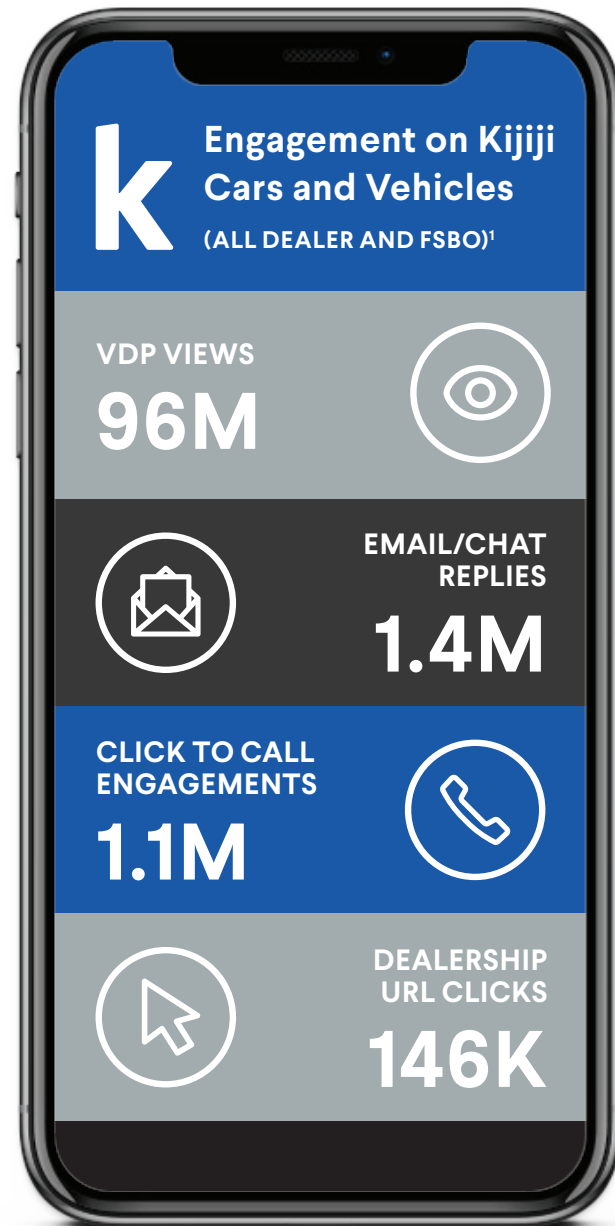 k
Engagement on Kijiji
Cars and Vehicles
(ALL DEALER AND FSBO)¹
VDP VIEWS
96M
EMAIL/CHAT
REPLIES
1.4M
CLICK TO CALL
ENGAGEMENTS
1.1M
DEALERSHIP
URL CLICKS
146K